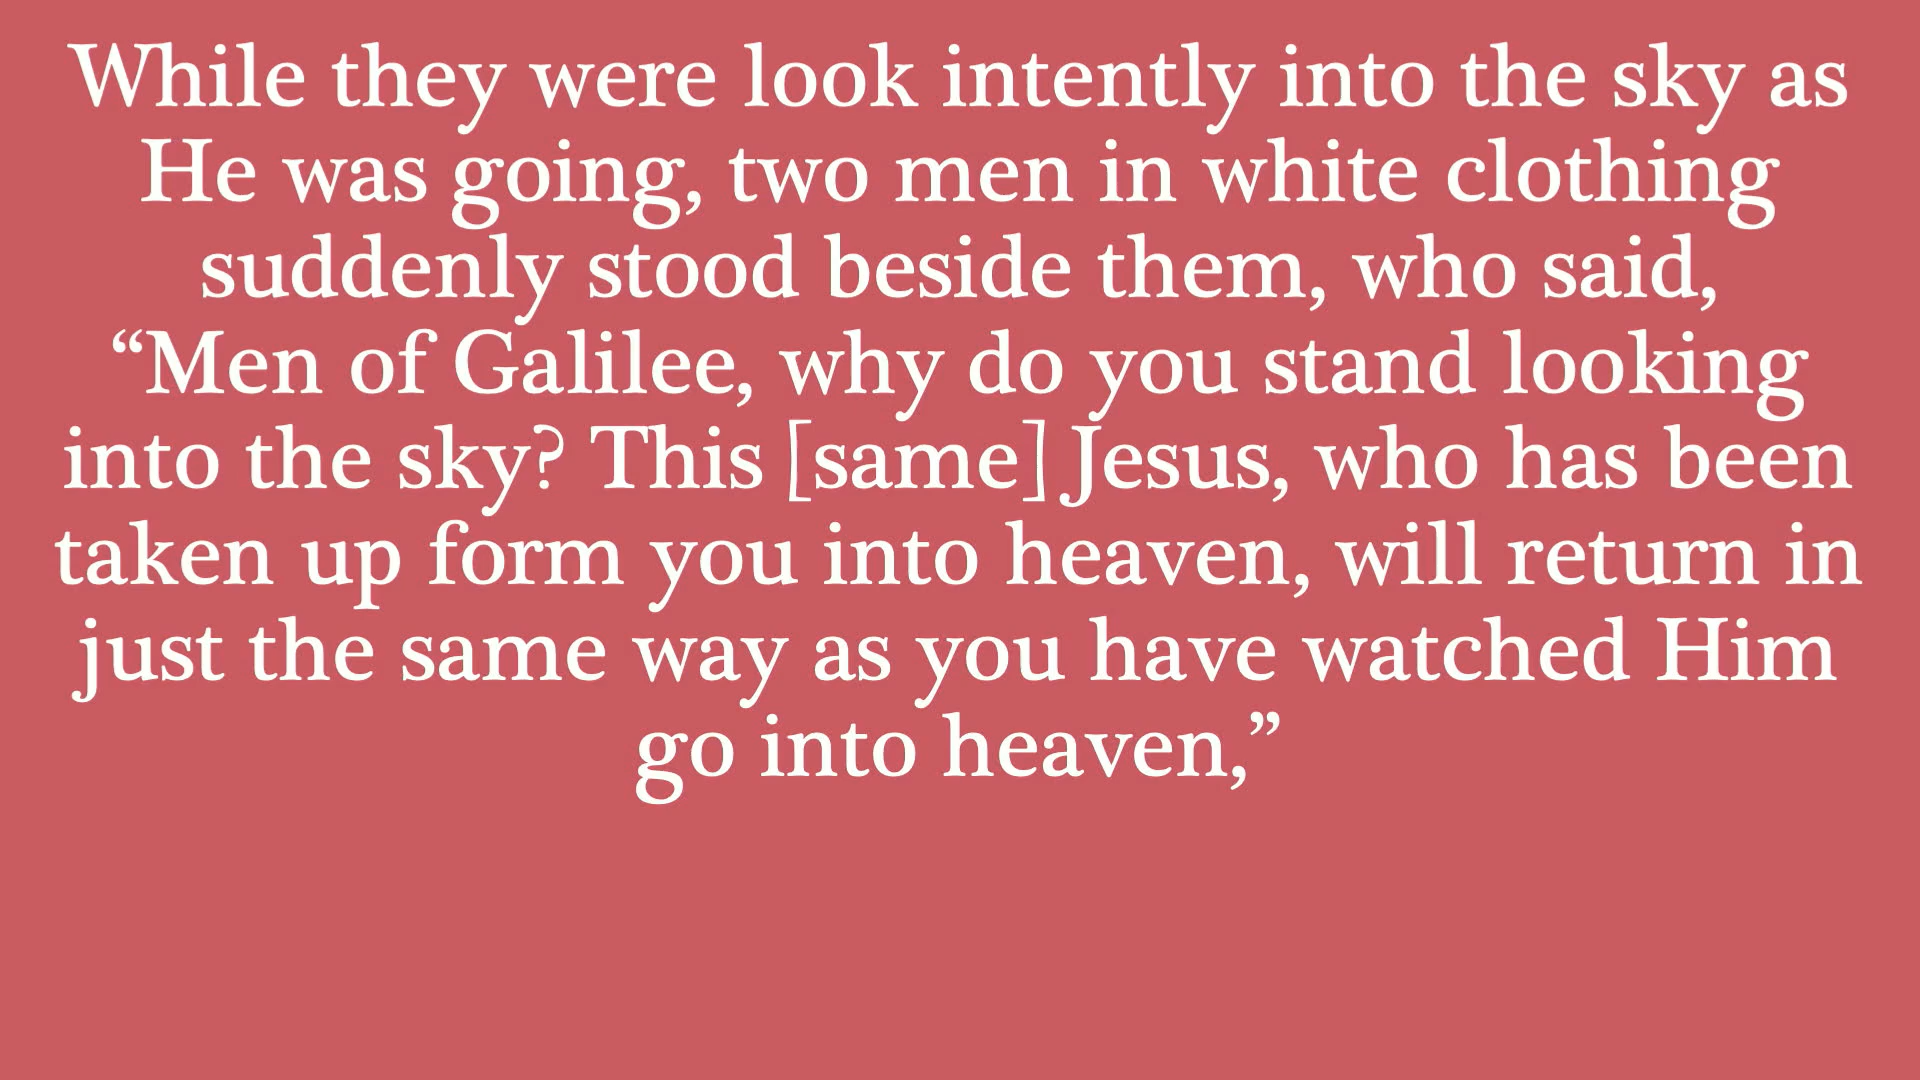 While they were look intently into the sky as
He was going, two men in white clothing
suddenly stood beside them, who said,
“Men of Galilee, why do you stand looking
into the sky? This [same] Jesus, who has been
taken up form you into heaven, will return in
just the same way as you have watched Him
go into heaven,”